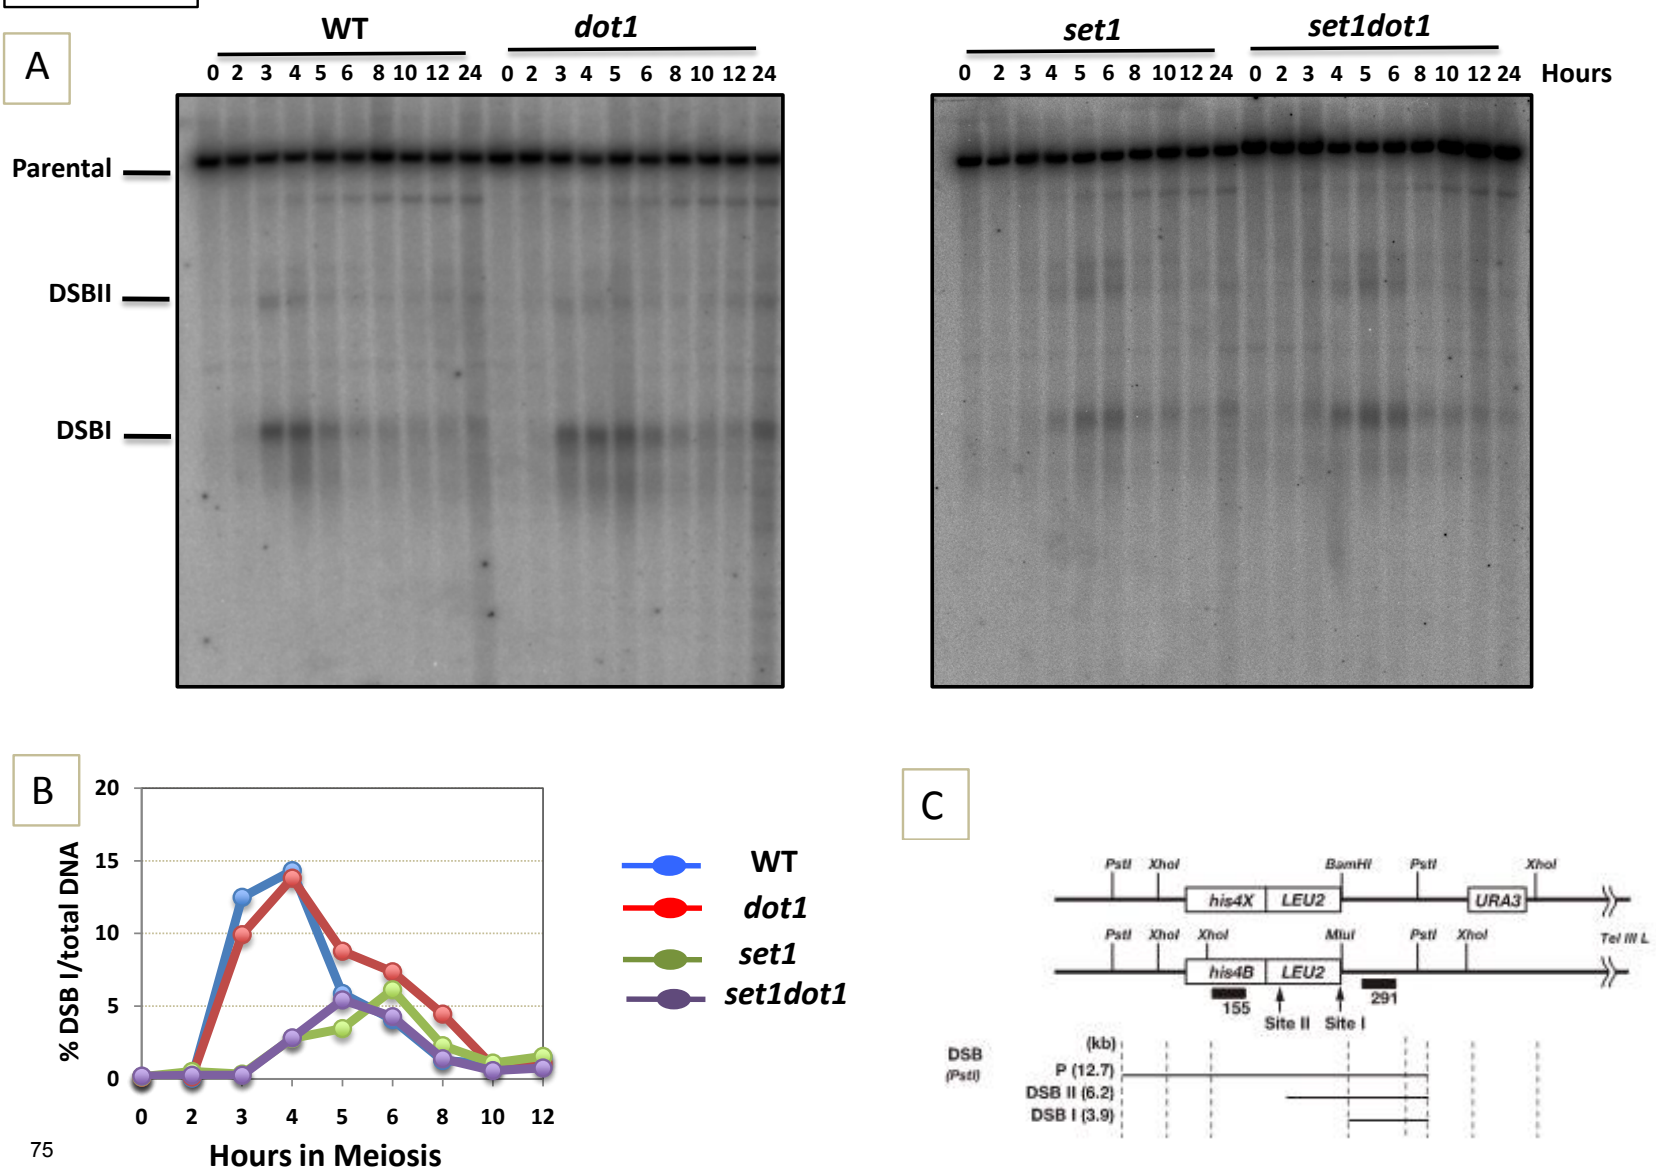 A
WT
dot1
set1
set1dot1
0 2 3 4 5 6 8 10 12 24 0 2 3 4 5 6 8 10 12 24
0 2 3 4 5 6 8 10 12 24 0 2 3 4 5 6 8 10 12 24 Hours
Parental
DSBII
DSBI
B
% DSB I/total DNA
20
15
10
5
0
0 2 3 4 5 6 8 10 12
Hours in Meiosis
WT
dot1
set1
set1dot1
C
PstI XhoI BamHI PstI XhoI
his4X LEU2 URA3
PstI XhoI XhoI MluI PstI XhoI Tel III L
his4B LEU2
155 291
Site II Site I
DSB (kb)
(PstI) P (12.7)
DSB II (6.2)
DSB I (3.9)
75